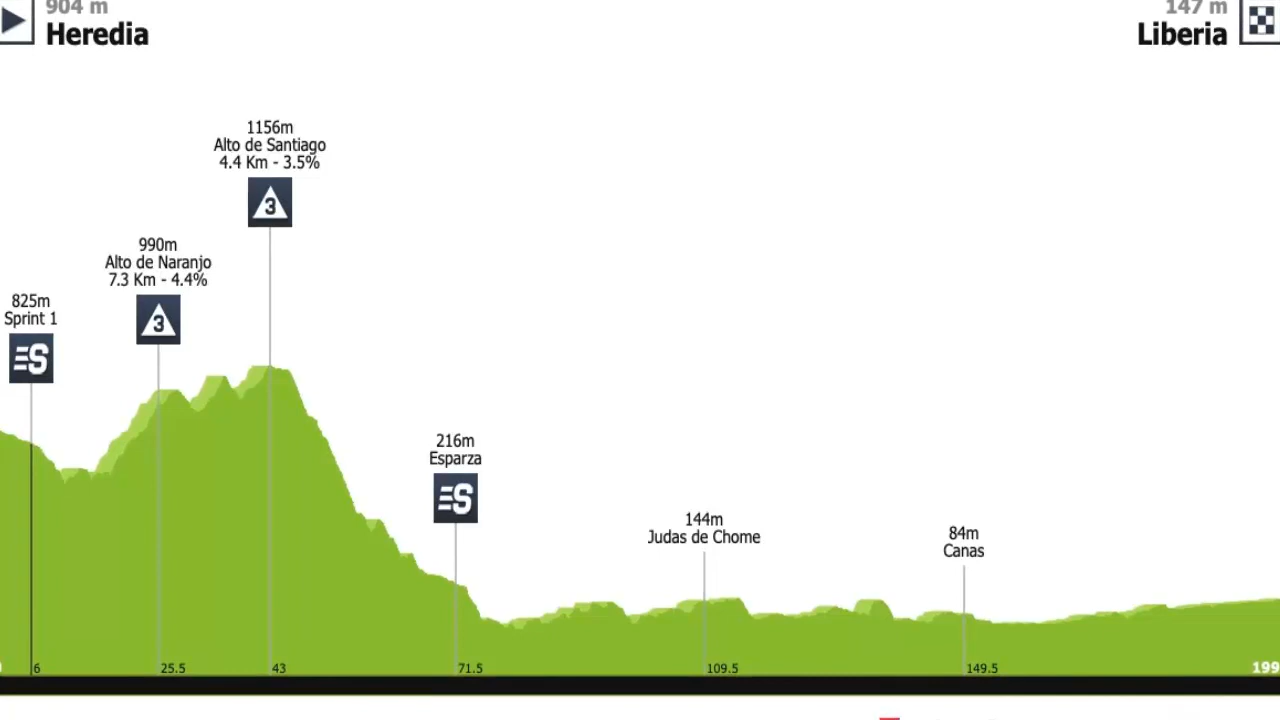 904 m
Heredia
147 m
Liberia
1156m
Alto de Santiago
4.4 Km - 3.5%
3
990m
Alto de Naranjo
7.3 Km - 4.4%
3
825m
Sprint 1
S
216m
Esparza
S
144m
Judas de Chome
84m
Canas
6
25.5
43
71.5
109.5
149.5
199